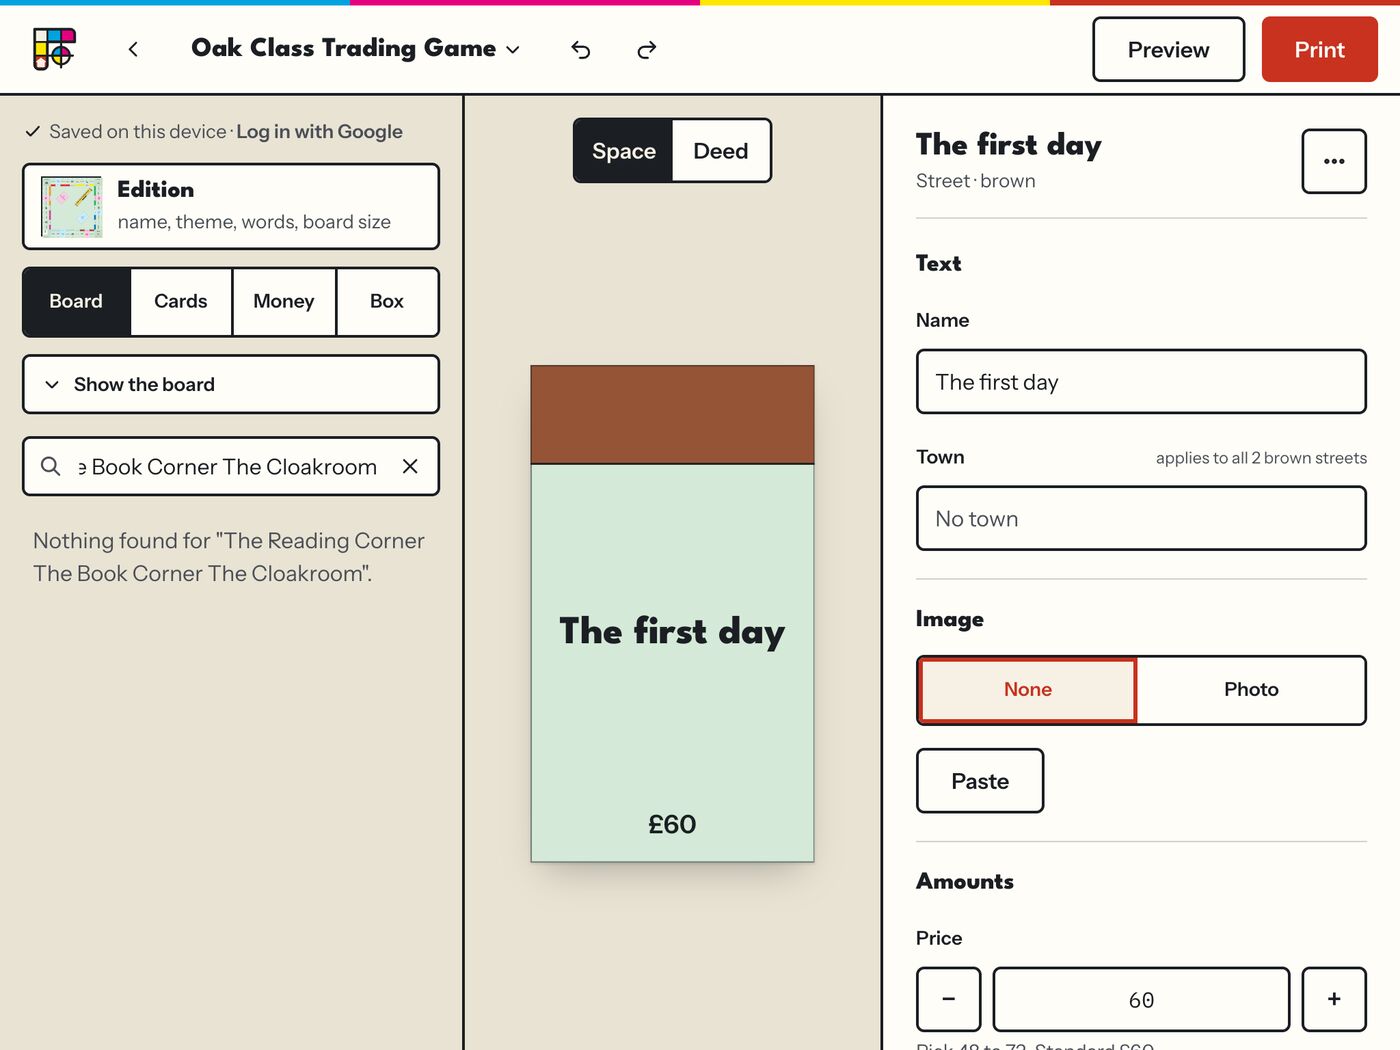 Oak Class Trading Game
Preview
Print
Saved on this device · Log in with Google
Edition
name, theme, words, board size
Board
Cards
Money
Box
Show the board
Book Corner The Cloakroom
Nothing found for "The Reading Corner
The Book Corner The Cloakroom".
Space
Deed
The first day
£60
The first day
Street · brown
Text
Name
The first day
Town
applies to all 2 brown streets
No town
Image
None
Photo
Paste
Amounts
Price
−
60
+